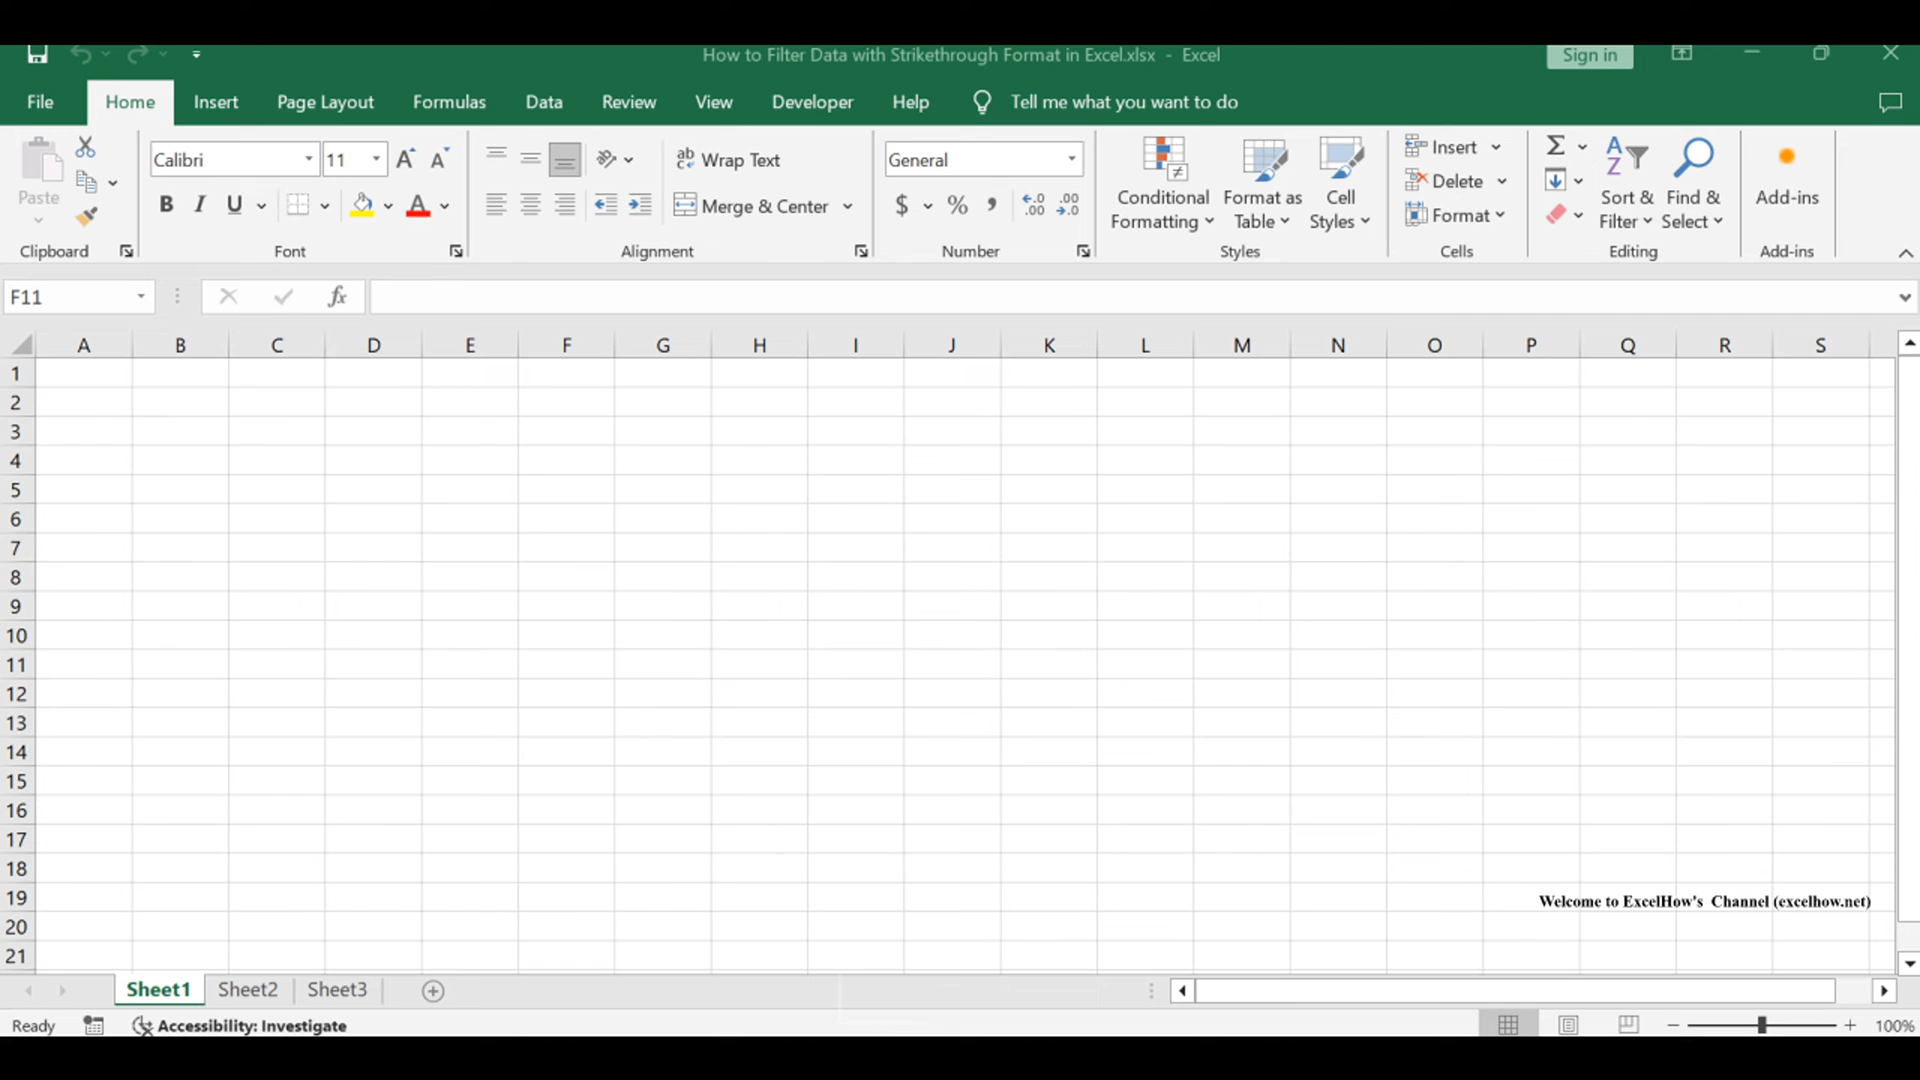 How to Filter Data with Strikethrough Format in Excel.xlsx - Excel
Sign in
File Home Insert Page Layout Formulas Data Review View Developer Help Tell me what you want to do
Paste
Clipboard
Calibri 11
B I U A
Font
ab Wrap Text
Merge & Center
Alignment
General
$ % , .00 .00
Number
Conditional Formatting
Format as Table
Cell Styles
Styles
Insert
Delete
Format
Cells
Σ
Sort & Filter
Find & Select
Editing
Add-ins
Add-ins
F11
fx
A B C D E F G H I J K L M N O P Q R S
1
2
3
4
5
6
7
8
9
10
11
12
13
14
15
16
17
18
19
20
21
Welcome to ExcelHow's Channel (excelhow.net)
Sheet1 Sheet2 Sheet3
Ready Accessibility: Investigate
100%